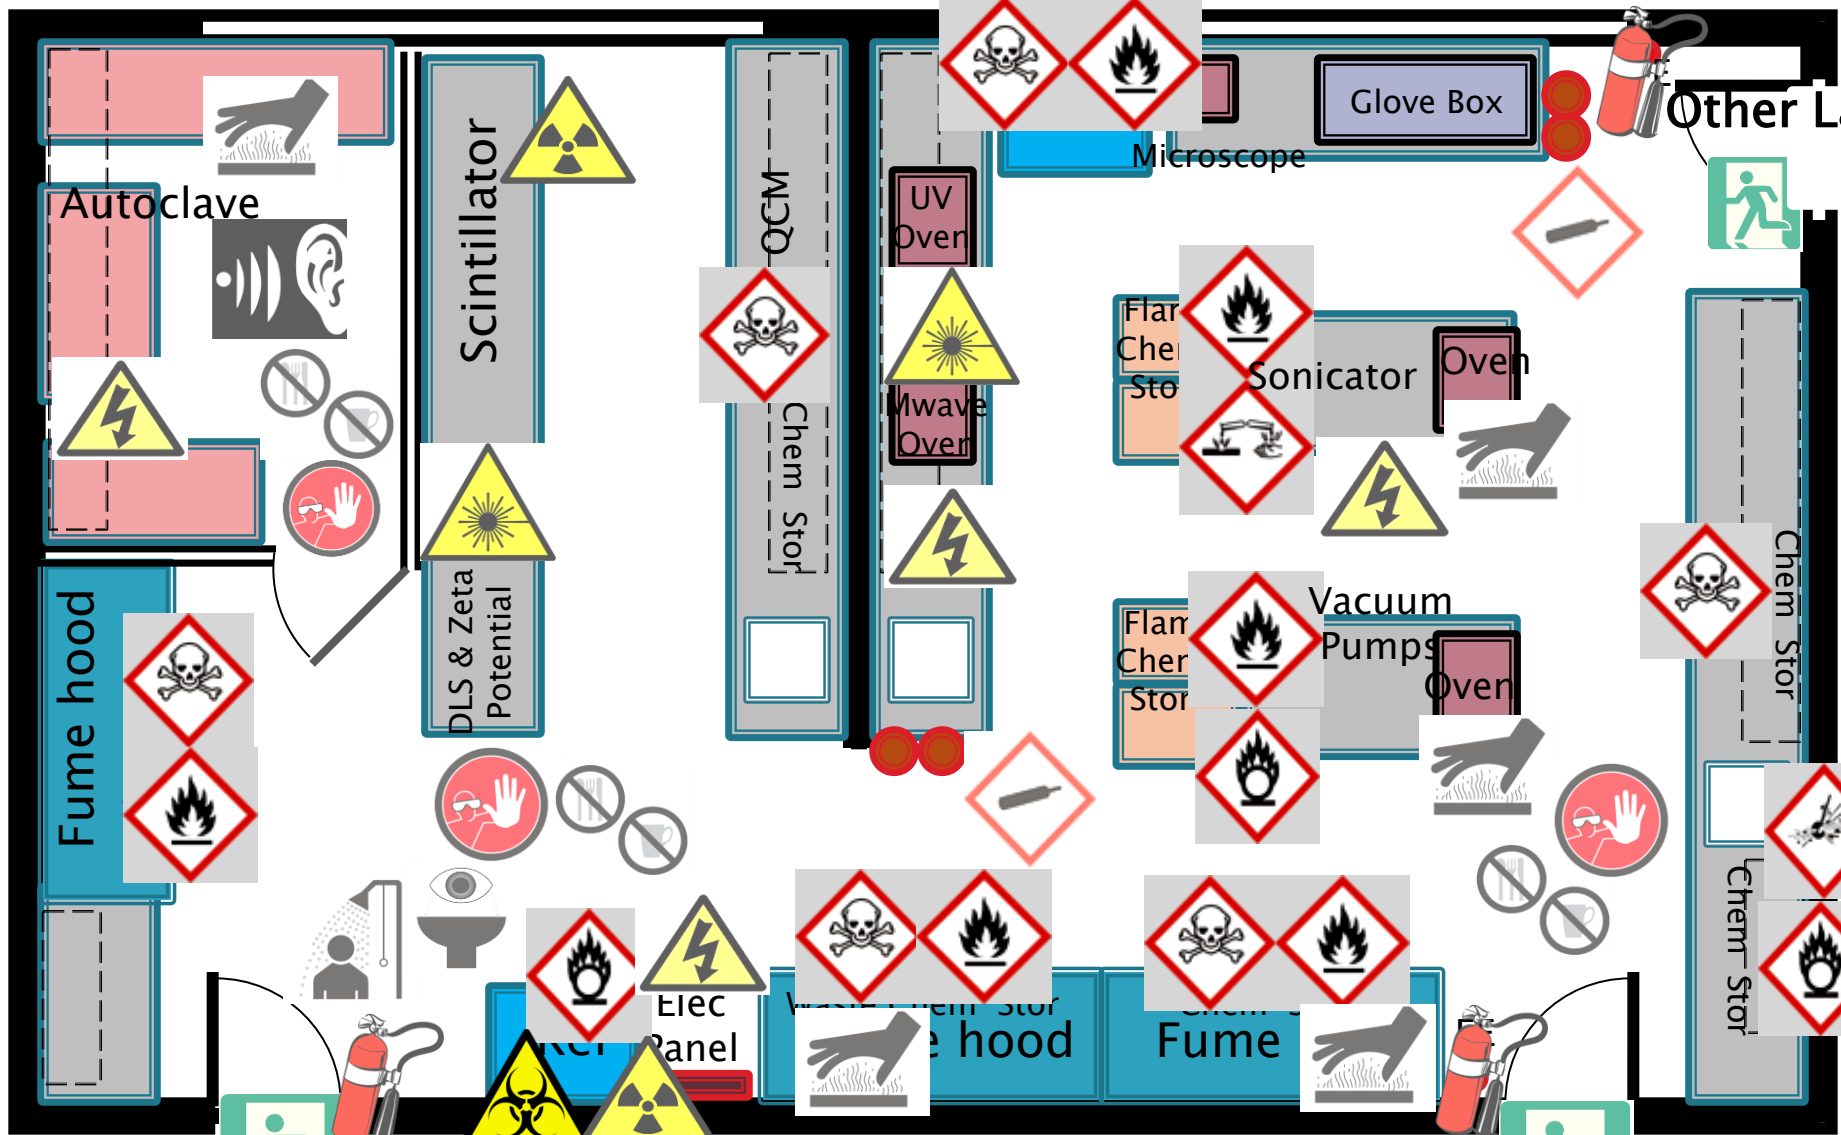 Other
Glove Box
Microscope
Autoclave
Scintillator
QCM
UV
Oven
Mwave
Oven
Chem Stor
Sonicator
Oven
Chem Stor
Vacuum
Pumps
Oven
DLS & Zeta
Potential
Fume hood
Elec
Panel
hood
Fume
Chem Stor